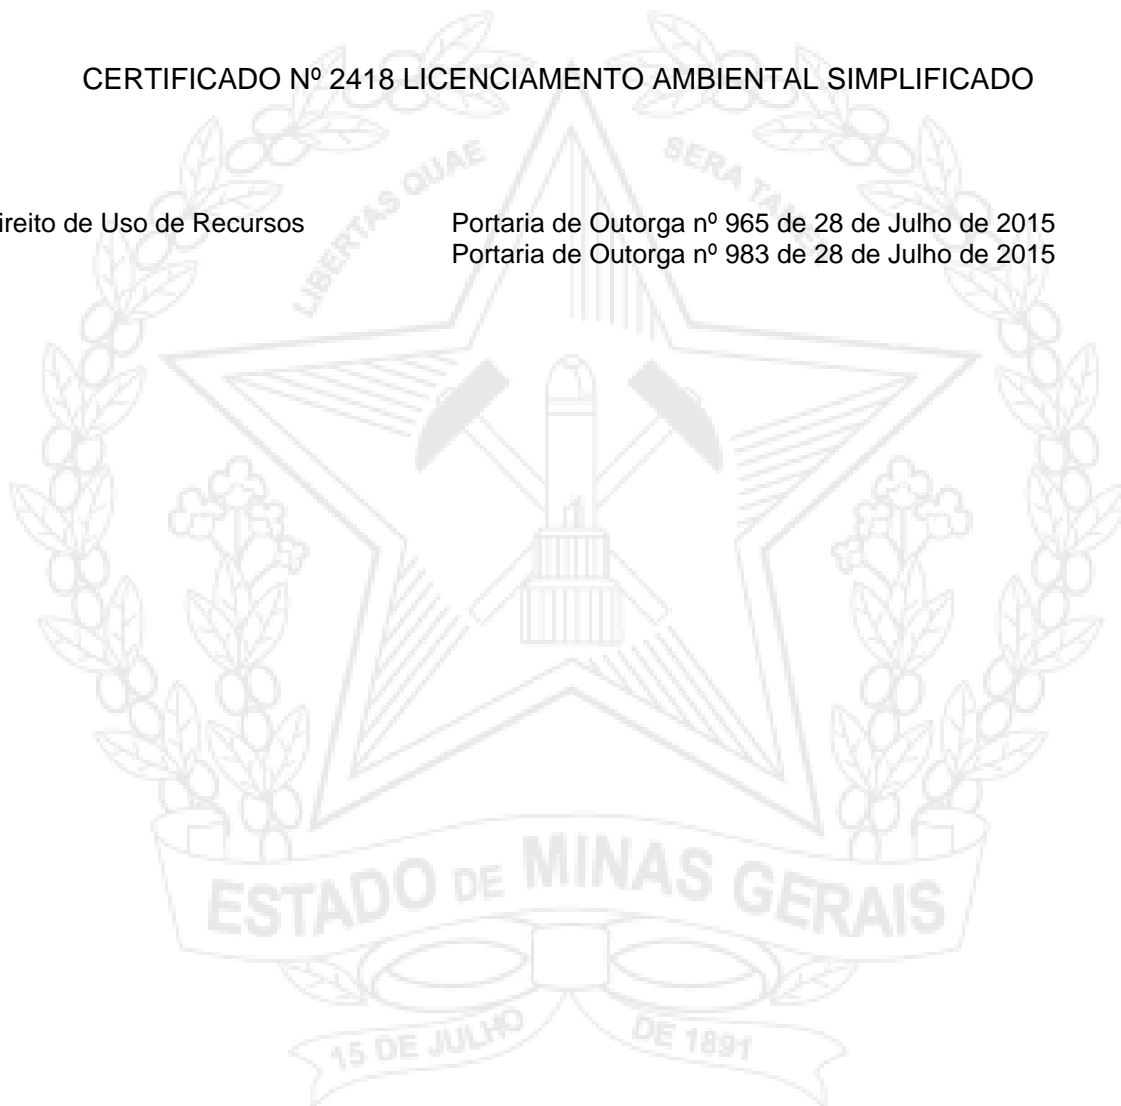 CERTIFICADO Nº 2418 LICENCIAMENTO AMBIENTAL SIMPLIFICADO
LIBERTAS QUAE SERA TAMEN
ireito de Uso de Recursos Portaria de Outorga nº 965 de 28 de Julho de 2015
Portaria de Outorga nº 983 de 28 de Julho de 2015
ESTADO DE MINAS GERAIS
15 DE JULHO DE 1891